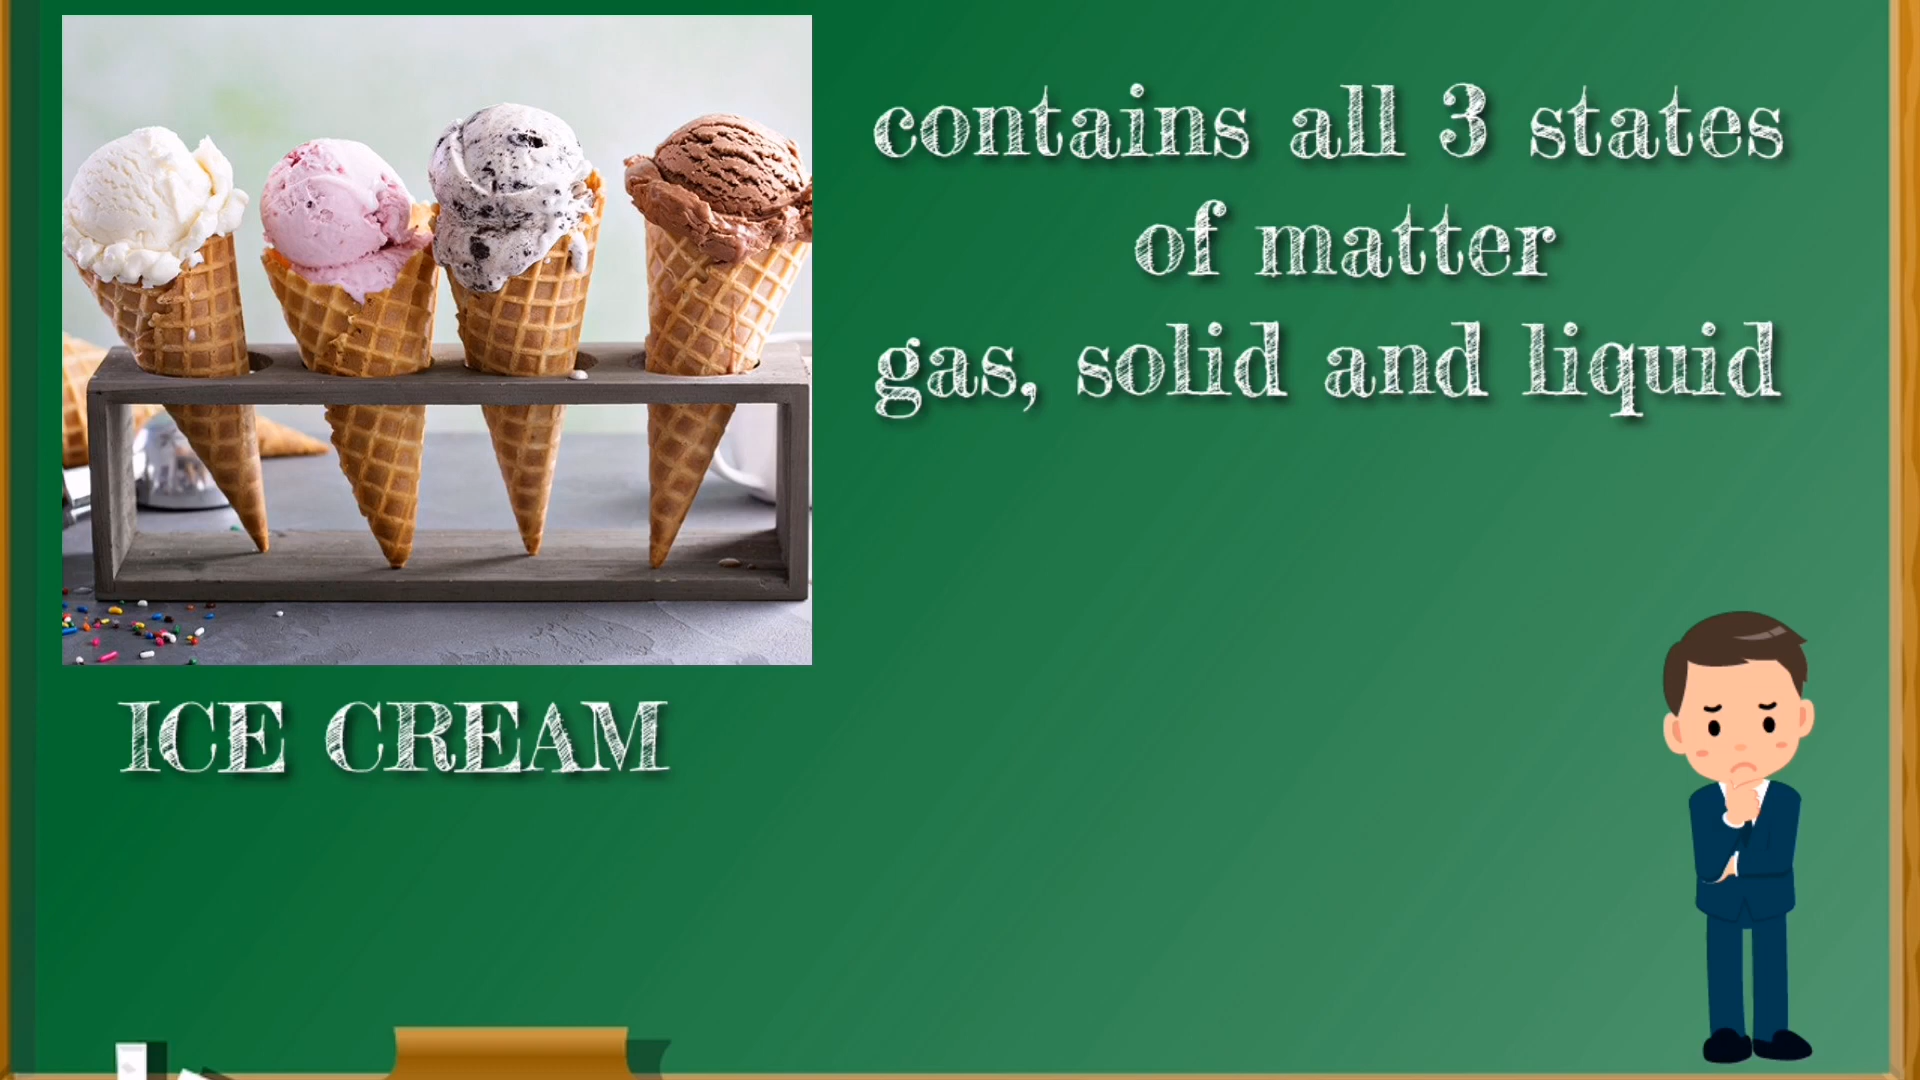 contains all 3 states
of matter
gas, solid and liquid
ICE CREAM